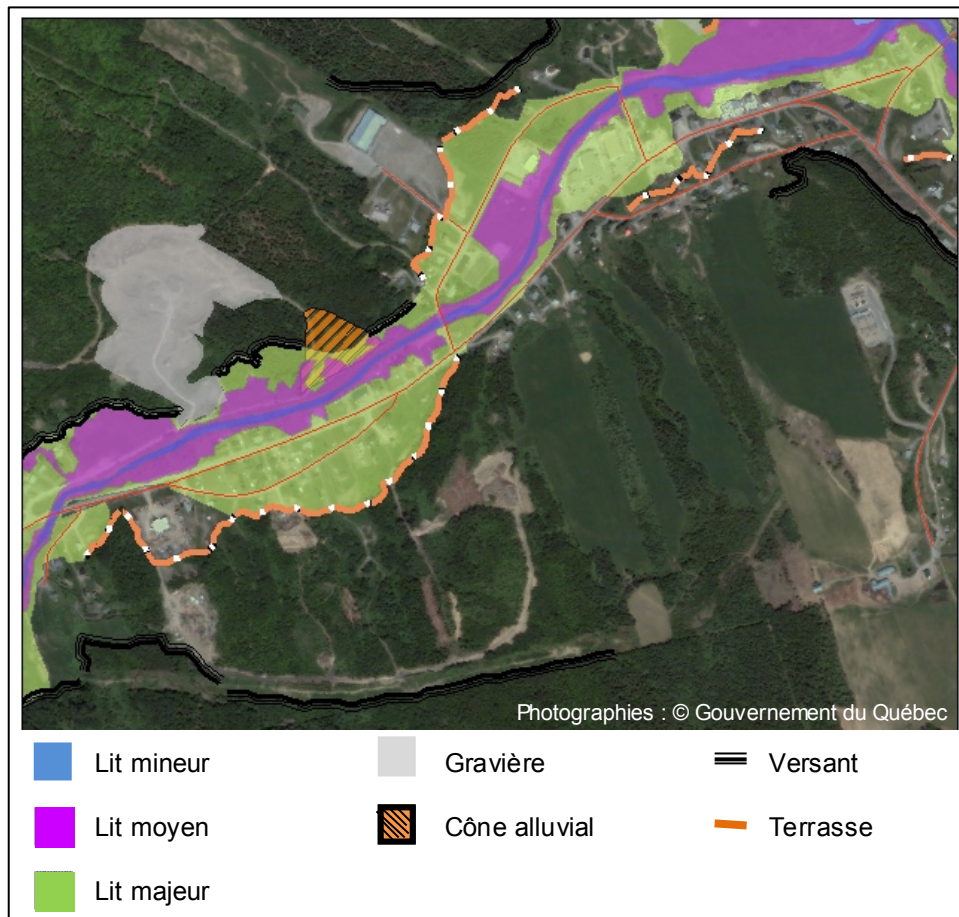 Photographies : © Gouvernement du Québec
Lit mineur
Gravière
Versant
Lit moyen
Cône alluvial
Terrasse
Lit majeur